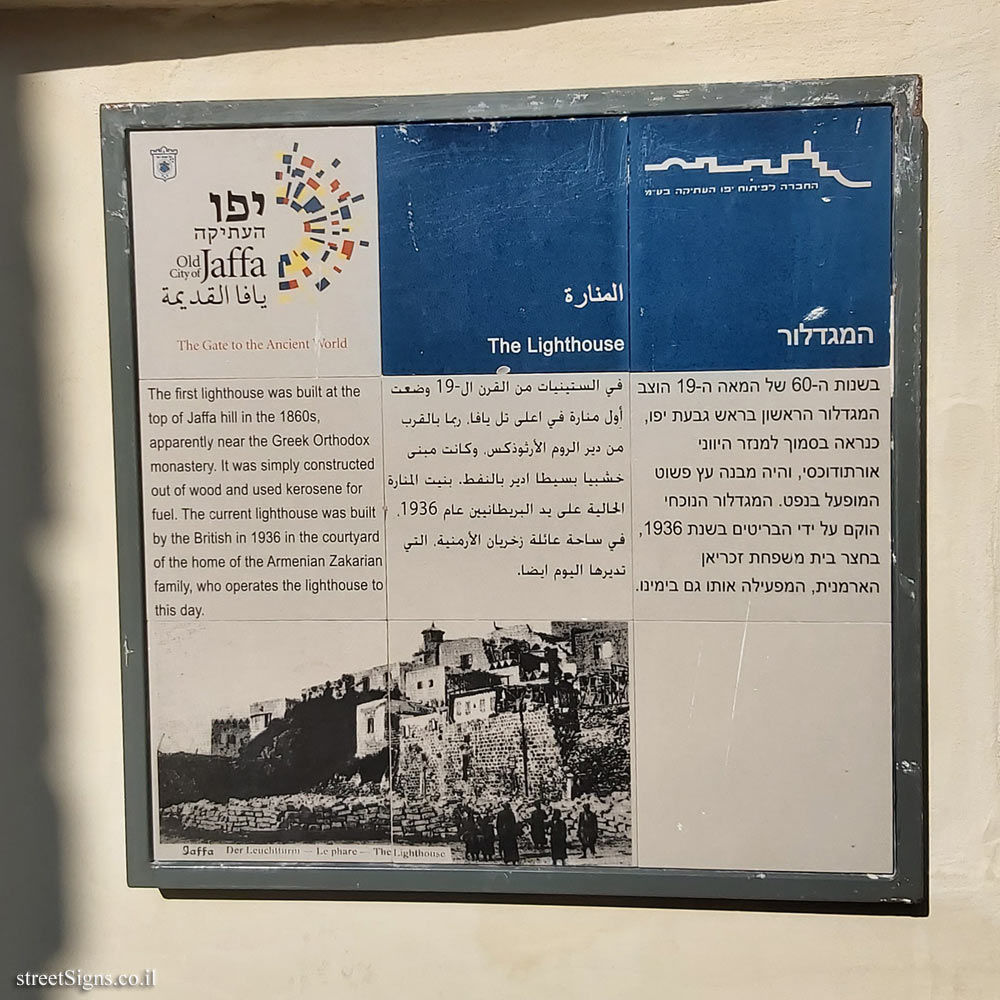 יפו
העתיקה
Old
City of Jaffa
يافا القديمة
The Gate to the Ancient World
المنارة
The Lighthouse
החברה לפיתוח יפו העתיקה בע״מ
המגדלור
The first lighthouse was built at the
top of Jaffa hill in the 1860s,
apparently near the Greek Orthodox
monastery. It was simply constructed
out of wood and used kerosene for
fuel. The current lighthouse was built
by the British in 1936 in the courtyard
of the home of the Armenian Zakarian
family, who operates the lighthouse to
this day.
في الستينيات من القرن ال-19 وضعت
أول منارة في اعلى تل يافا، ربما بالقرب
من دير الروم الأرثوذكس، وكانت مبنى
خشبيا بسيطا ادير بالنفط. بنيت المنارة
الحالية على يد البريطانيين عام 1936،
في ساحة عائلة زخريان الأرمنية، التي
تديرها اليوم ايضا.
בשנות ה-60 של המאה ה-19 הוצב
המגדלור הראשון בראש גבעת יפו,
כנראה בסמוך למנזר היווני
אורתודוכסי, והיה מבנה עץ פשוט
המופעל בנפט. המגדלור הנוכחי
הוקם על ידי הבריטים בשנת 1936,
בחצר בית משפחת זכריאן
הארמנית, המפעילה אותו גם בימינו.
Jaffa Der Leuchtturm — Le phare — The Lighthouse
streetSigns.co.il